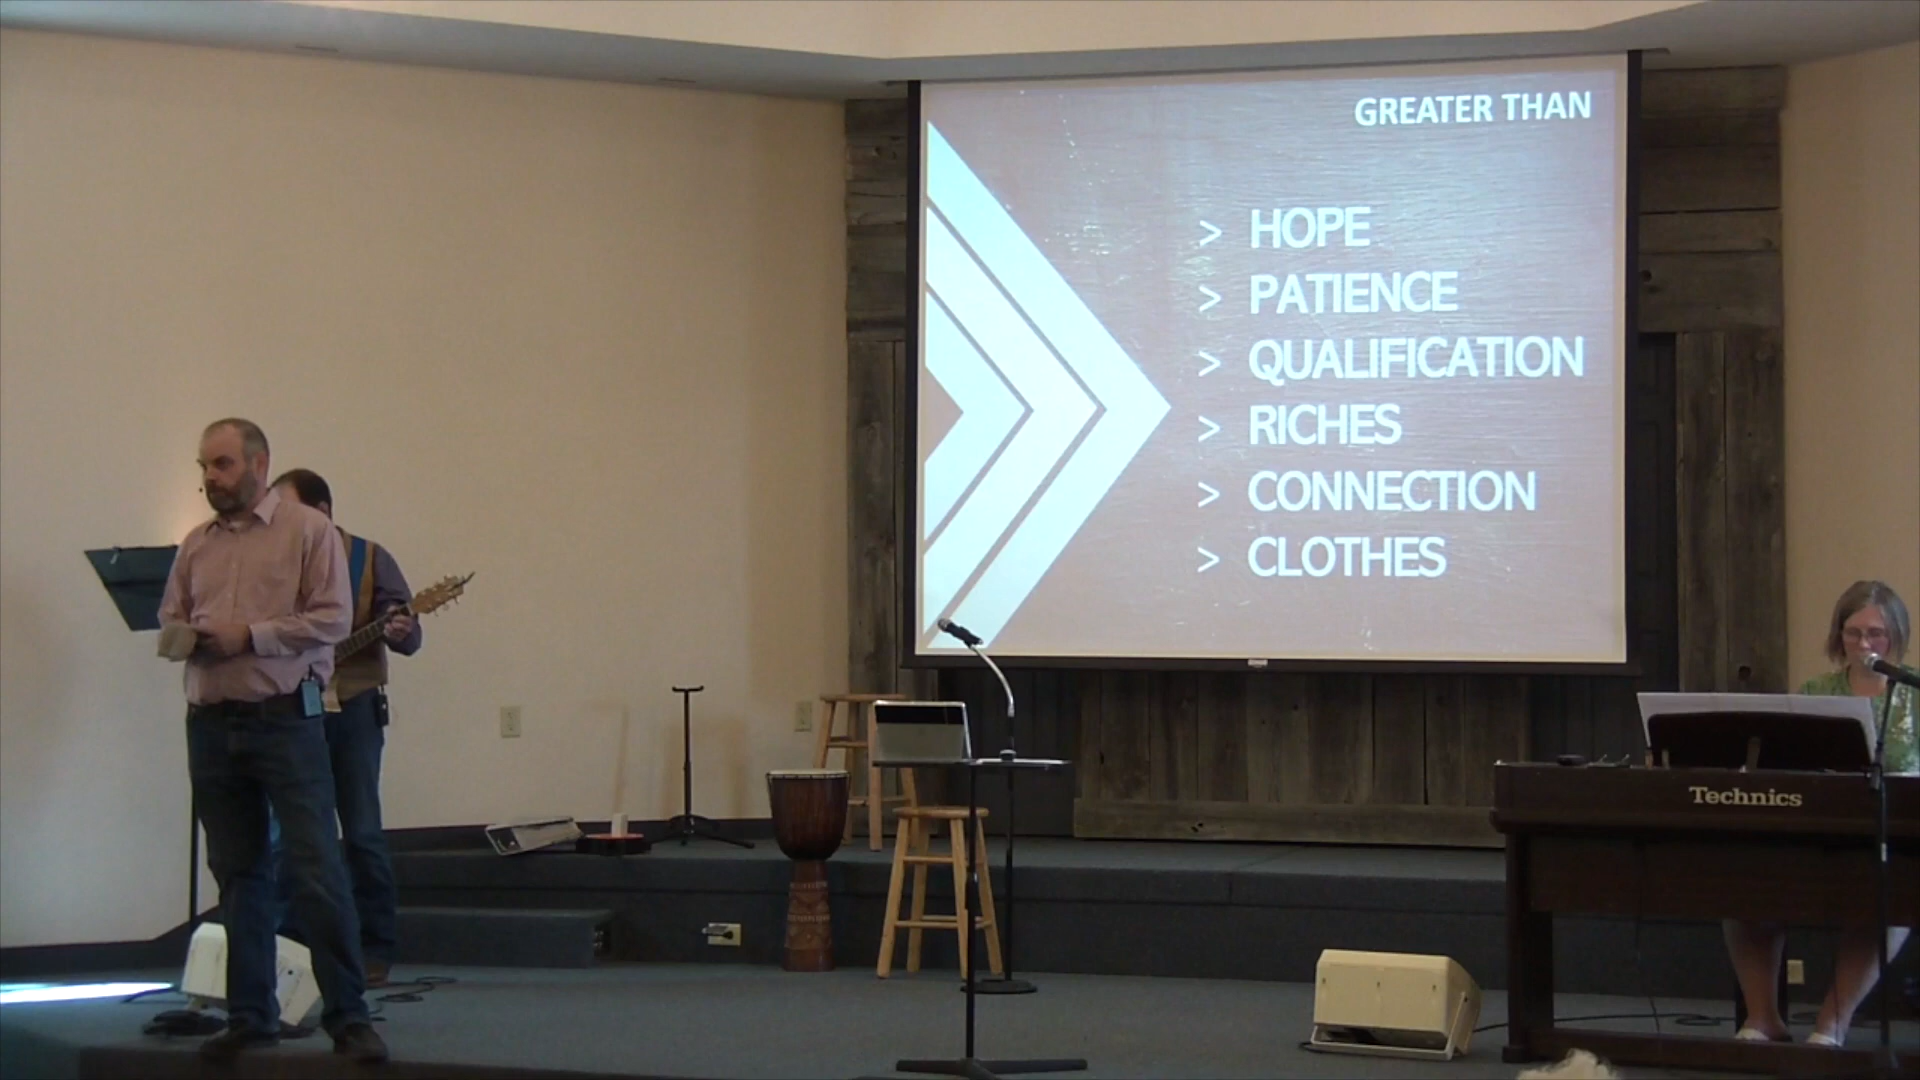 GREATER THAN
> HOPE
> PATIENCE
> QUALIFICATION
> RICHES
> CONNECTION
> CLOTHES
Technics